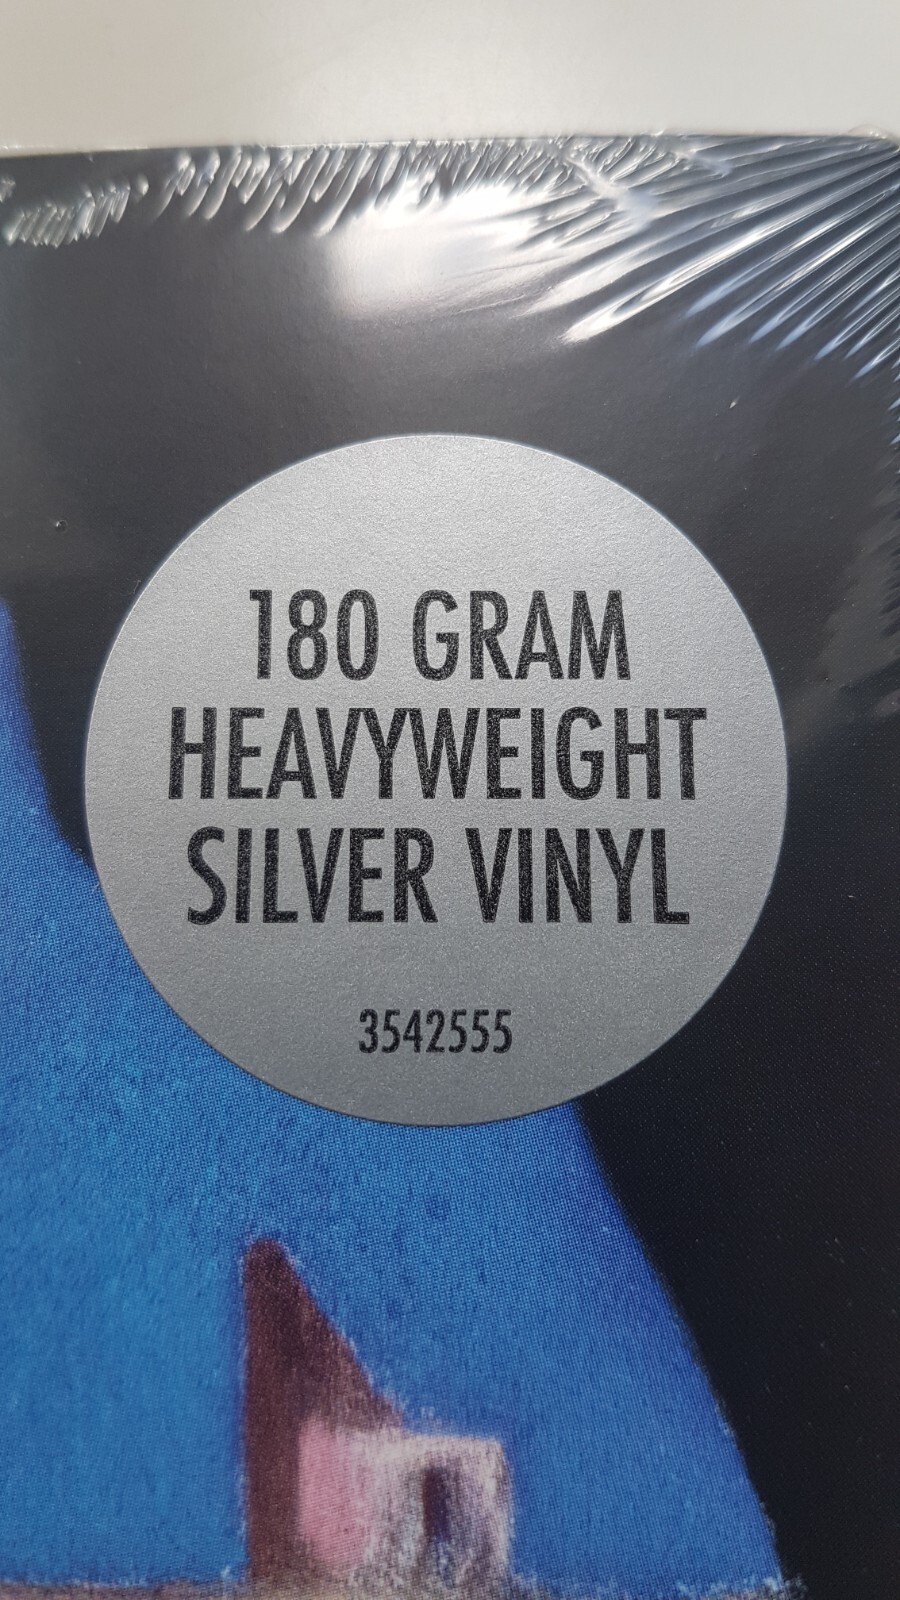 180 GRAM
HEAVYWEIGHT
SILVER VINYL
3542555